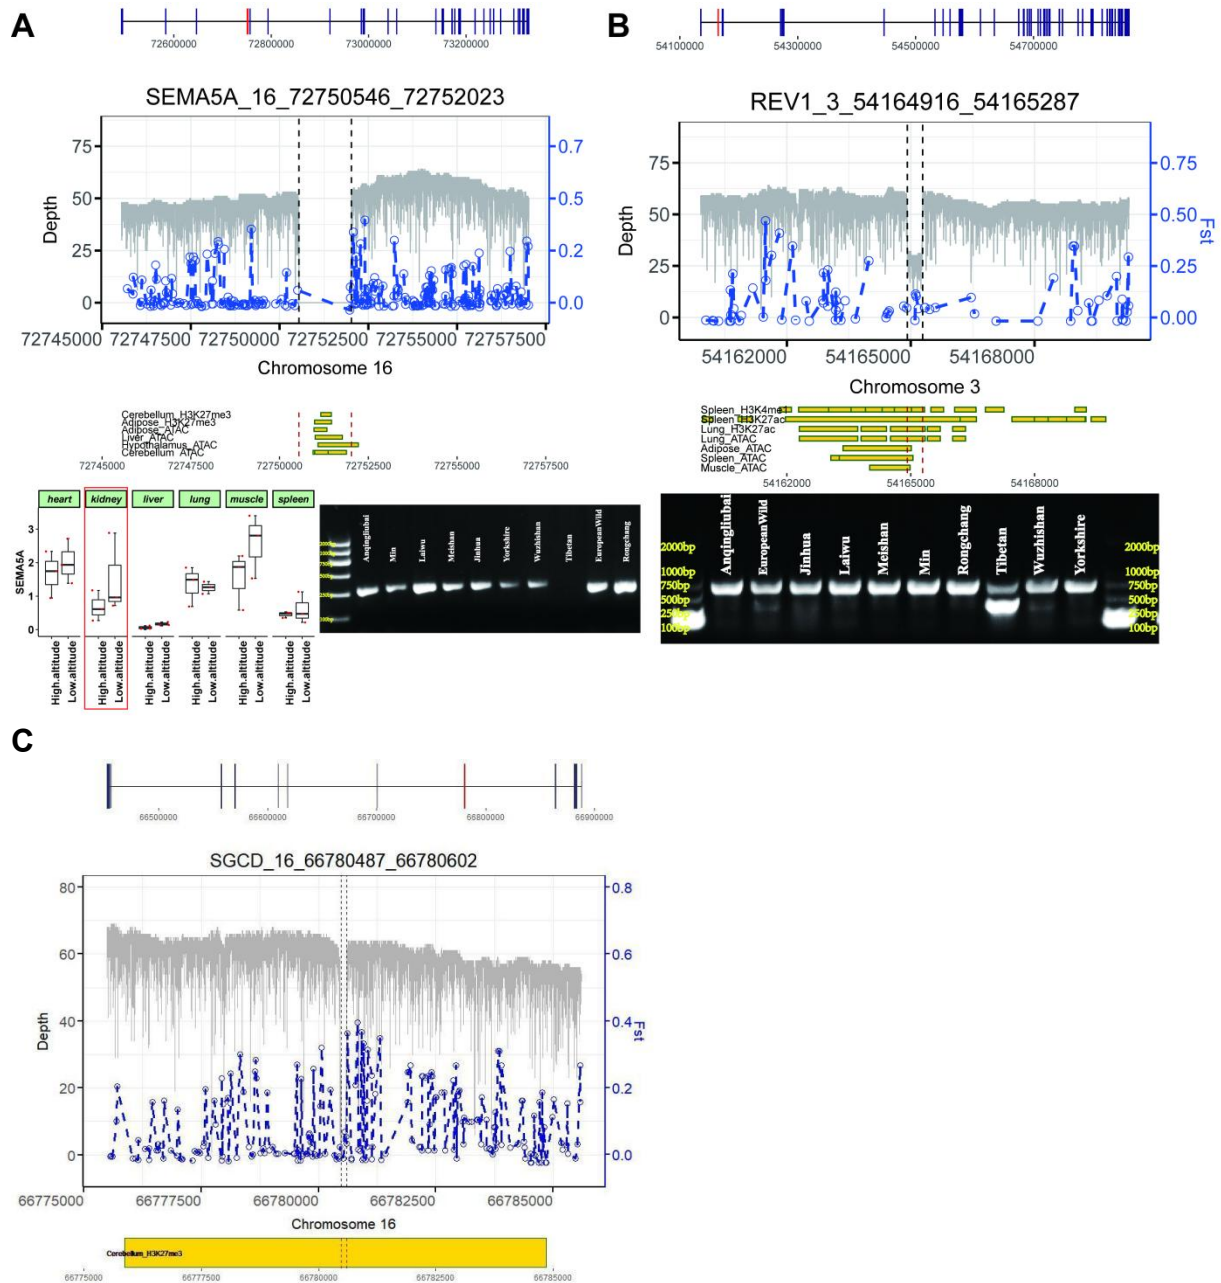 A
72600000 72800000 73000000 73200000
SEMA5A_16_72750546_72752023
75
50
25
0
Depth
0.7
0.5
0.2
0.0
72745000 72747500 72750000 72752500 72755000 72757500
Chromosome 16
Cerebellum_H3K27me3
Adipose_H3K27me3
Adipose_ATAC
Liver_ATAC
Hypothalamus_ATAC
Cerebellum_ATAC
72745000 72747500 72750000 72752500 72755000 72757500
heart kidney liver lung muscle spleen
SEMA5A
3
2
1
0
High.altitude Low.altitude High.altitude Low.altitude High.altitude Low.altitude High.altitude Low.altitude High.altitude Low.altitude High.altitude Low.altitude
Anqingliubai Min Laiwu Meishan Jinhua Yorkshire Wuzhishan Tibetan EuropeanWild Rongchang
B
54100000 54300000 54500000 54700000
REV1_3_54164916_54165287
75
50
25
0
Depth
0.75
0.50
0.25
0.00
Fst
54162000 54165000 54168000
Chromosome 3
Spleen_H3K4me1
Spleen_H3K27ac
Lung_H3K27ac
Lung_ATAC
Adipose_ATAC
Spleen_ATAC
Muscle_ATAC
54162000 54165000 54168000
Anqingliubai EuropeanWild Jinhua Laiwu Meishan Min Rongchang Tibetan Wuzhishan Yorkshire
2000bp 2000bp
1000bp 1000bp
750bp 750bp
500bp 500bp
250bp 250bp
100bp 100bp
C
66500000 66600000 66700000 66800000 66900000
SGCD_16_66780487_66780602
80
60
40
20
0
Depth
0.8
0.6
0.4
0.2
0.0
Fst
66775000 66777500 66780000 66782500 66785000
Chromosome 16
Cerebellum_H3K27me3
66775000 66777500 66780000 66782500 66785000